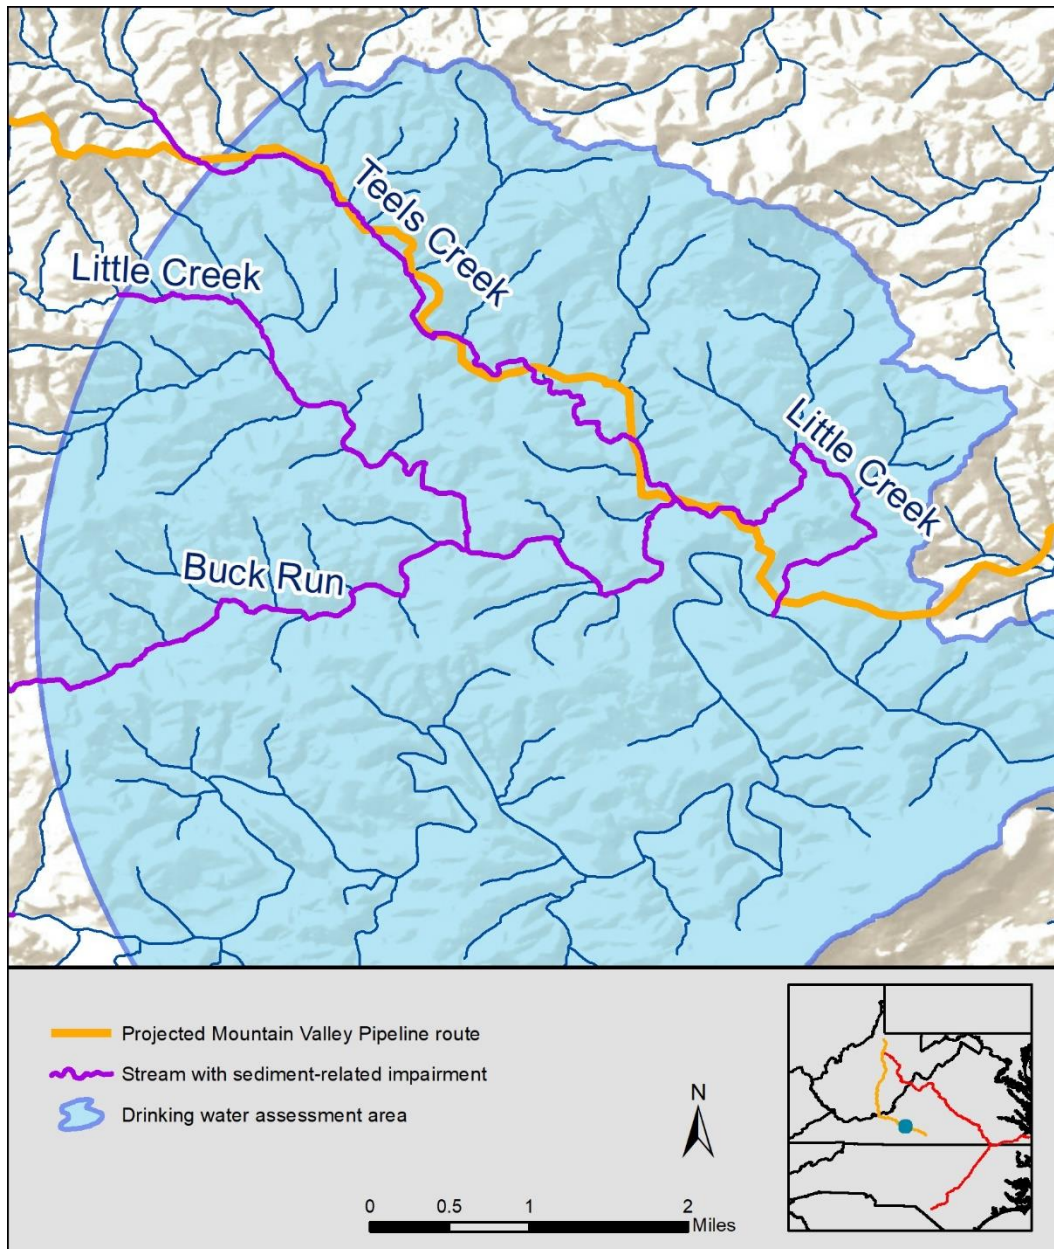 Teels Creek
Little Creek
Little Creek
Buck Run
Projected Mountain Valley Pipeline route
Stream with sediment-related impairment
Drinking water assessment area
N
0 0.5 1 2
Miles